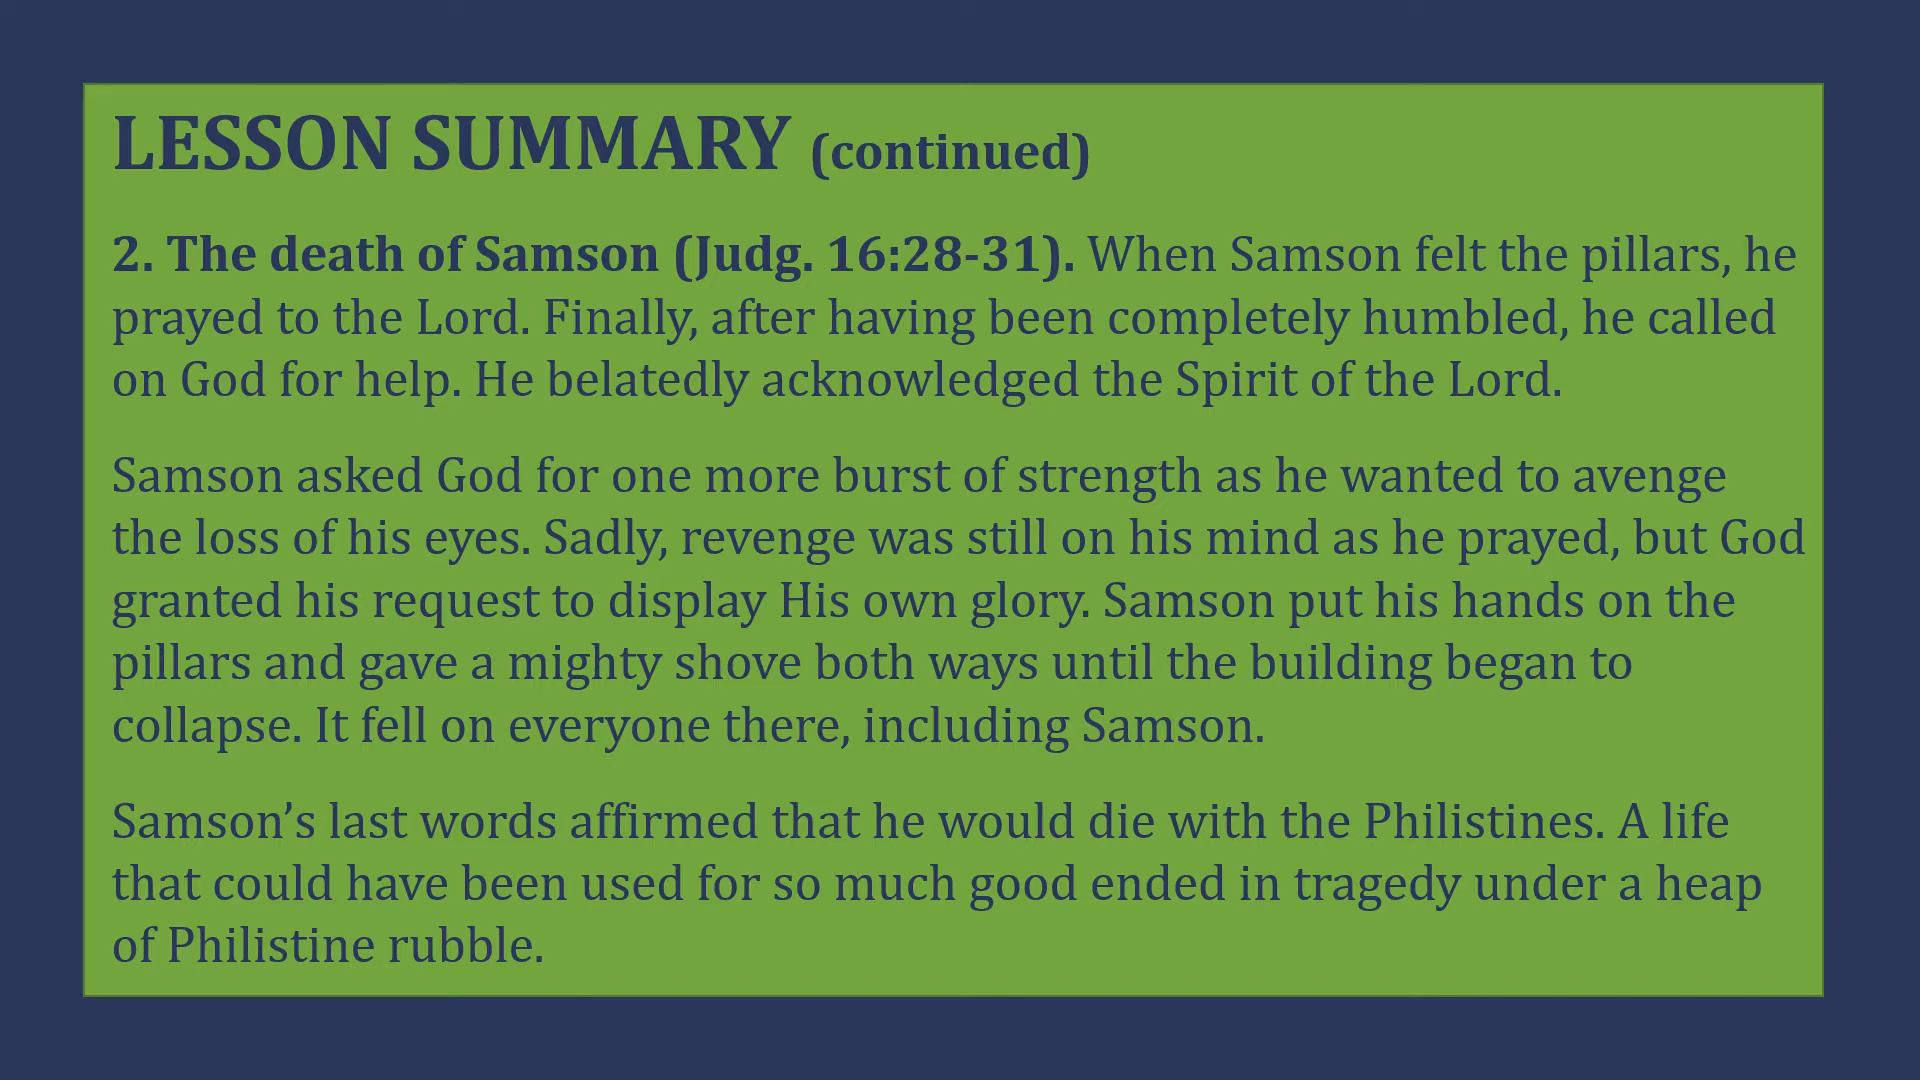 LESSON SUMMARY (continued)
2. The death of Samson (Judg. 16:28-31). When Samson felt the pillars, he
prayed to the Lord. Finally, after having been completely humbled, he called
on God for help. He belatedly acknowledged the Spirit of the Lord.
Samson asked God for one more burst of strength as he wanted to avenge
the loss of his eyes. Sadly, revenge was still on his mind as he prayed, but God
granted his request to display His own glory. Samson put his hands on the
pillars and gave a mighty shove both ways until the building began to
collapse. It fell on everyone there, including Samson.
Samson’s last words affirmed that he would die with the Philistines. A life
that could have been used for so much good ended in tragedy under a heap
of Philistine rubble.